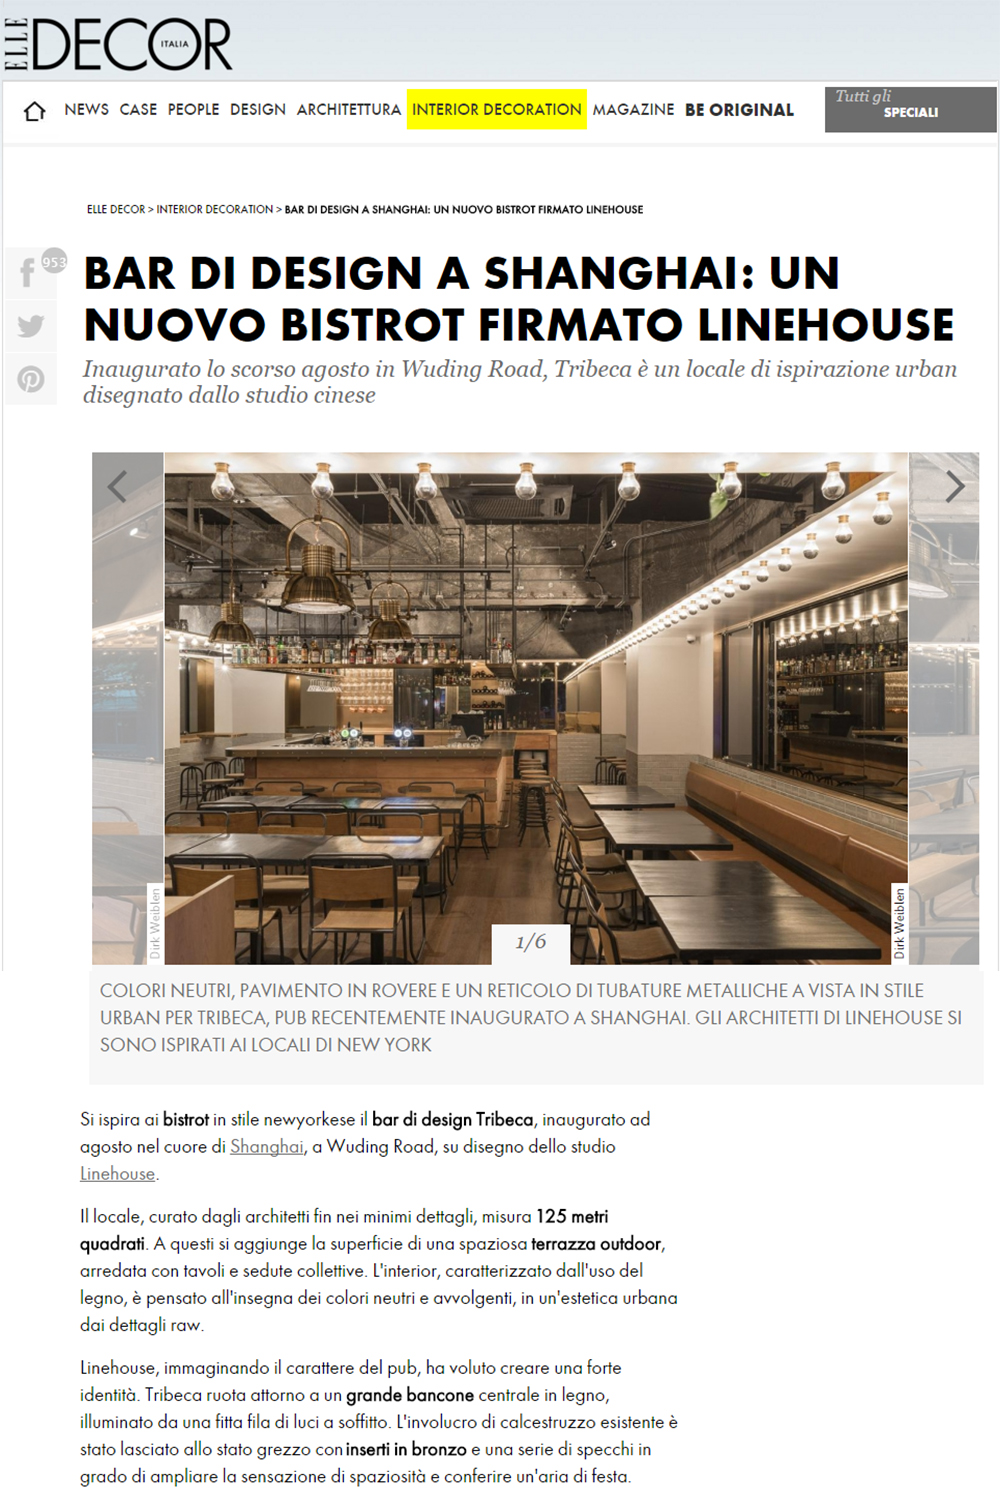 ELLE DECOR ITALIA
NEWS CASE PEOPLE DESIGN ARCHITETTURA INTERIOR DECORATION MAGAZINE BE ORIGINAL
Tutti gli
SPECIALI
ELLE DECOR > INTERIOR DECORATION > BAR DI DESIGN A SHANGHAI: UN NUOVO BISTROT FIRMATO LINEHOUSE
953
BAR DI DESIGN A SHANGHAI: UN
NUOVO BISTROT FIRMATO LINEHOUSE
Inaugurato lo scorso agosto in Wuding Road, Tribeca è un locale di ispirazione urban
disegnato dallo studio cinese
Dirk Weiblen
Dirk Weiblen
1/6
COLORI NEUTRI, PAVIMENTO IN ROVERE E UN RETICOLO DI TUBATURE METALLICHE A VISTA IN STILE
URBAN PER TRIBECA, PUB RECENTEMENTE INAUGURATO A SHANGHAI. GLI ARCHITETTI DI LINEHOUSE SI
SONO ISPIRATI AI LOCALI DI NEW YORK
Si ispira ai bistrot in stile newyorkese il bar di design Tribeca, inaugurato ad
agosto nel cuore di Shanghai, a Wuding Road, su disegno dello studio
Linehouse.
Il locale, curato dagli architetti fin nei minimi dettagli, misura 125 metri
quadrati. A questi si aggiunge la superficie di una spaziosa terrazza outdoor,
arredata con tavoli e sedute collettive. L'interior, caratterizzato dall'uso del
legno, è pensato all'insegna dei colori neutri e avvolgenti, in un'estetica urbana
dai dettagli raw.
Linehouse, immaginando il carattere del pub, ha voluto creare una forte
identità. Tribeca ruota attorno a un grande bancone centrale in legno,
illuminato da una fitta fila di luci a soffitto. L'involucro di calcestruzzo esistente è
stato lasciato allo stato grezzo con inserti in bronzo e una serie di specchi in
grado di ampliare la sensazione di spaziosità e conferire un'aria di festa.